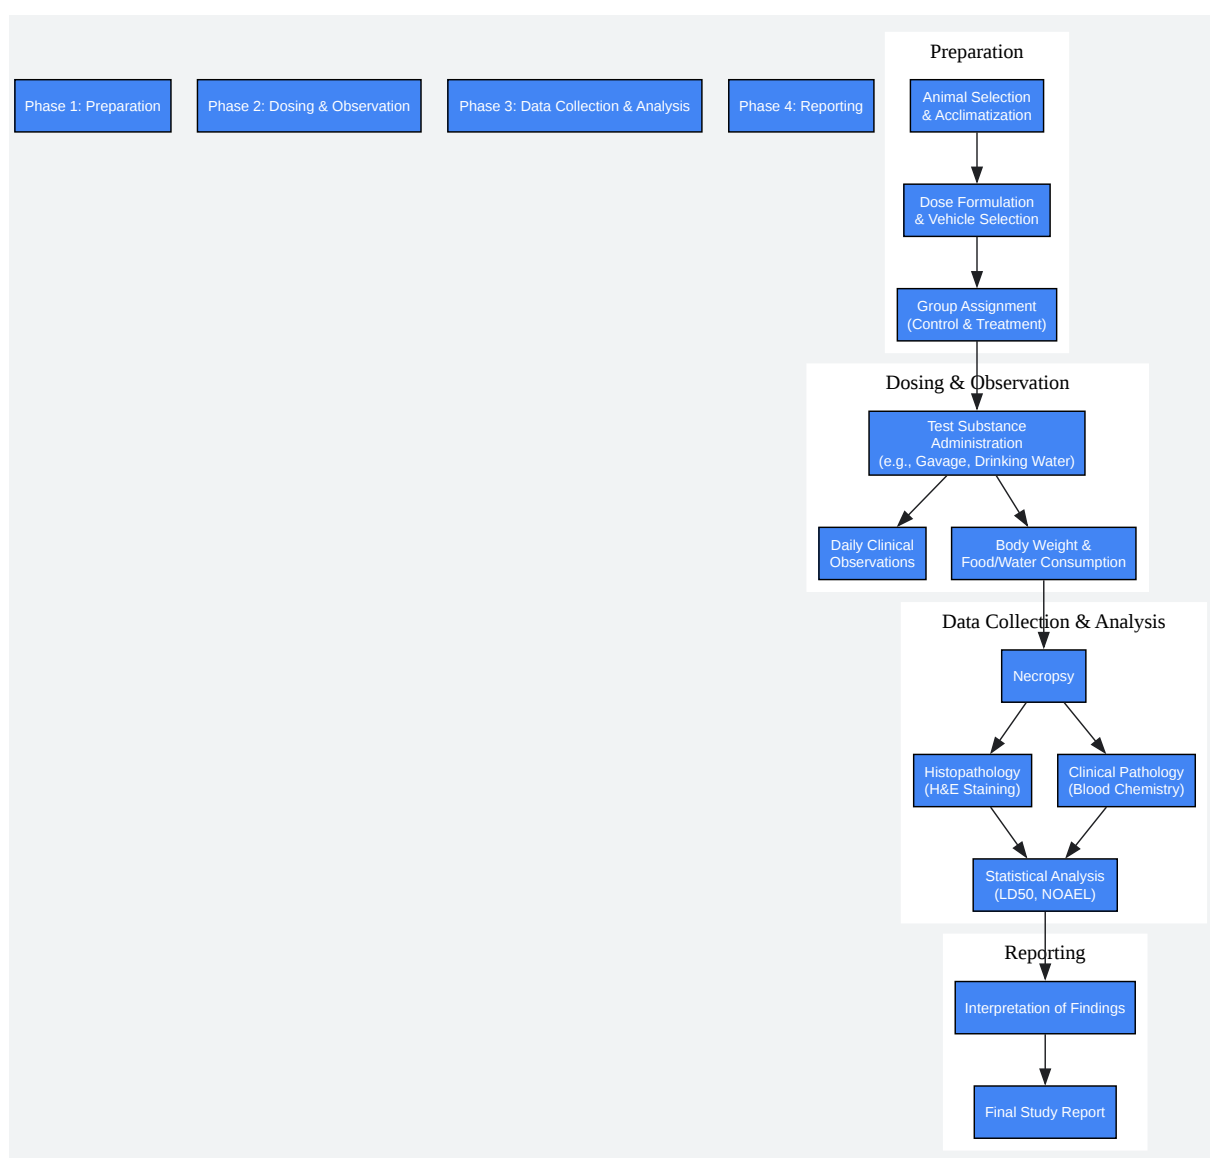 Phase 1: Preparation
Phase 2: Dosing & Observation
Phase 3: Data Collection & Analysis
Phase 4: Reporting
Preparation
Animal Selection
& Acclimatization
Dose Formulation
& Vehicle Selection
Group Assignment
(Control & Treatment)
Dosing & Observation
Test Substance
Administration
(e.g., Gavage, Drinking Water)
Daily Clinical
Observations
Body Weight &
Food/Water Consumption
Data Collection & Analysis
Necropsy
Histopathology
(H&E Staining)
Clinical Pathology
(Blood Chemistry)
Statistical Analysis
(LD50, NOAEL)
Reporting
Interpretation of Findings
Final Study Report